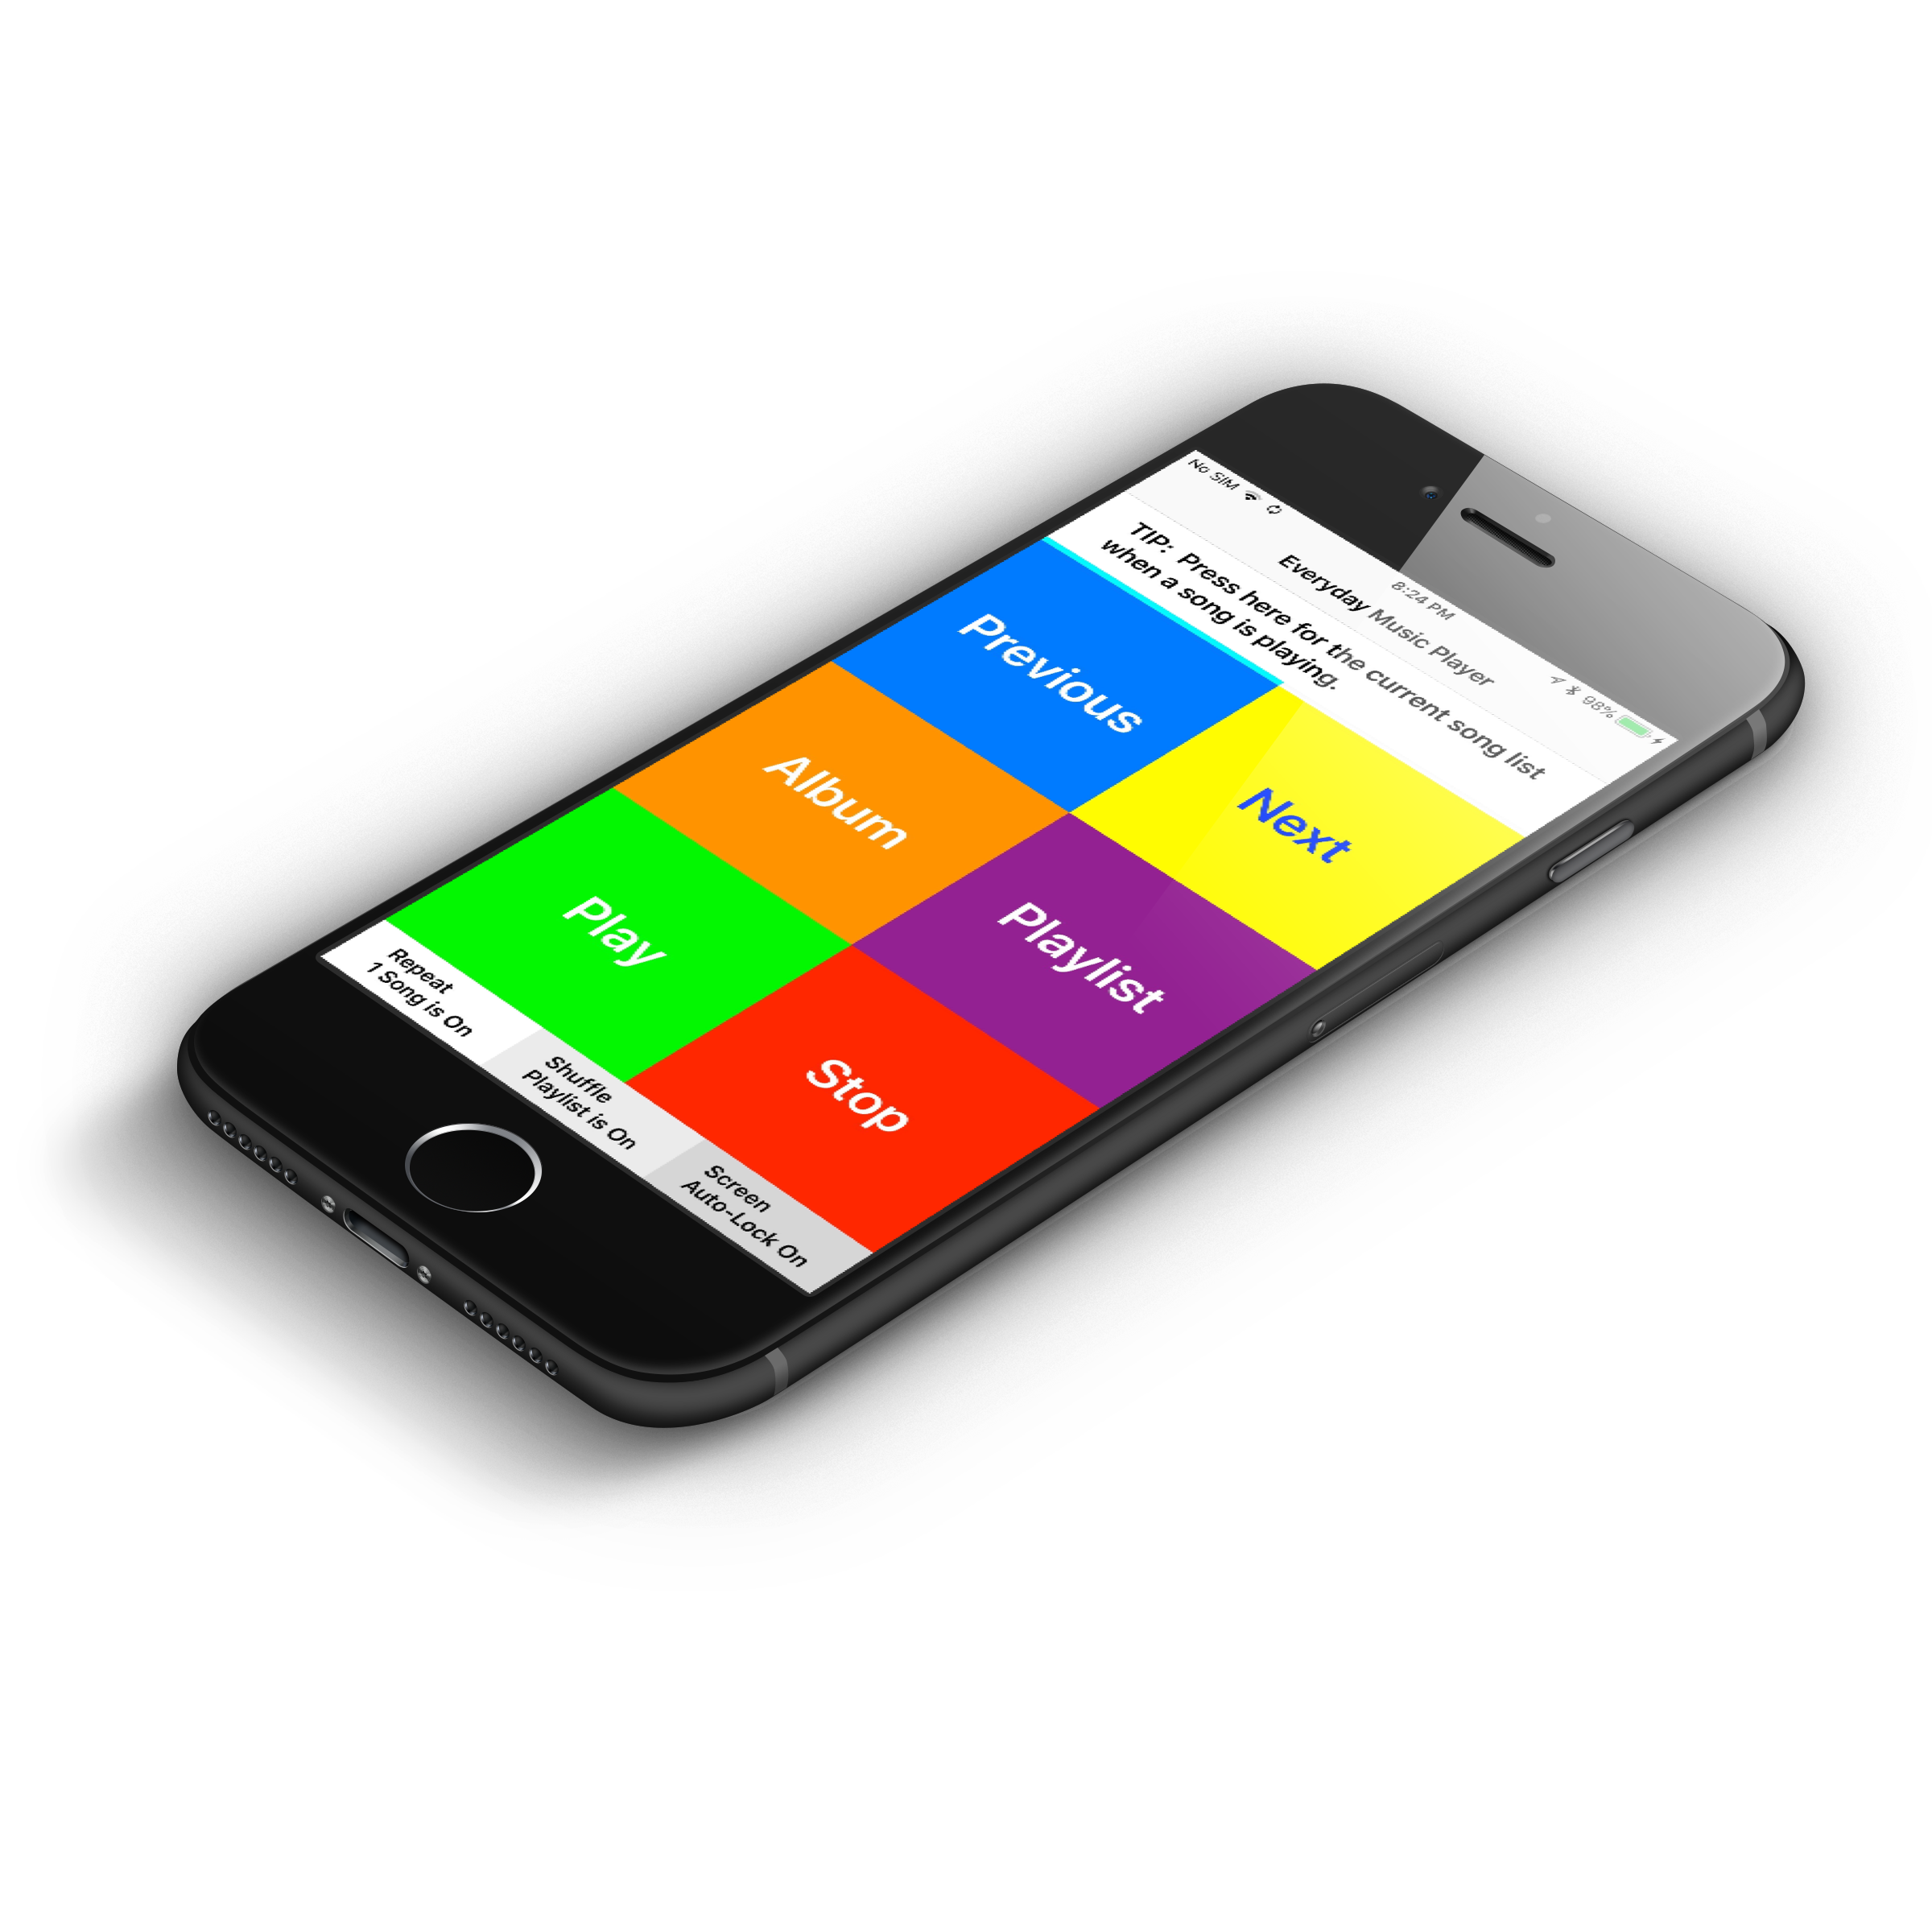 No SIM 8:24 PM 98%
Everyday Music Player
TIP: Press here for the current song list
when a song is playing.
Previous
Next
Album
Playlist
Play
Stop
Repeat
1 Song is On
Shuffle
Playlist is On
Screen
Auto-Lock On